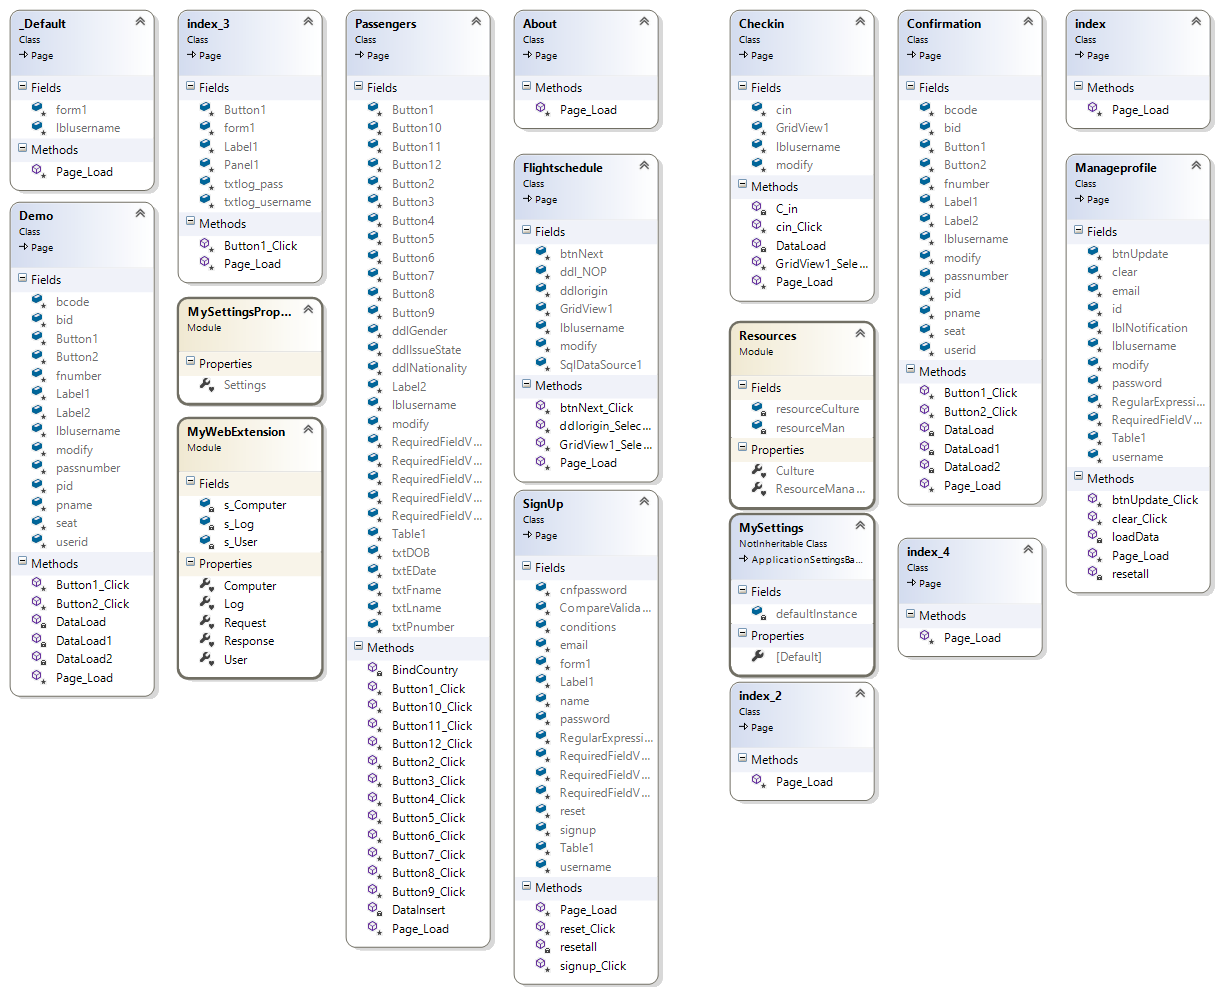 _Default
Class
Page
Fields
form1
lblusername
Methods
Page_Load
Demo
Class
Page
Fields
bcode
bid
Button1
Button2
fnumber
Label1
Label2
lblusername
modify
passnumber
pid
pname
seat
userid
Methods
Button1_Click
Button2_Click
DataLoad
DataLoad1
DataLoad2
Page_Load
index_3
Class
Page
Fields
Button1
form1
Label1
Panel1
txtlog_pass
txtlog_username
Methods
Button1_Click
Page_Load
MySettingsProp...
Module
Properties
Settings
MyWebExtension
Module
Fields
s_Computer
s_Log
s_User
Properties
Computer
Log
Request
Response
User
Passengers
Class
Page
Fields
Button1
Button10
Button11
Button12
Button2
Button3
Button4
Button5
Button6
Button7
Button8
Button9
ddlGender
ddlIssueState
ddlNationality
Label2
lblusername
modify
RequiredFieldV...
RequiredFieldV...
RequiredFieldV...
RequiredFieldV...
RequiredFieldV...
Table1
txtDOB
txtEDate
txtFname
txtLname
txtPnumber
Methods
BindCountry
Button1_Click
Button10_Click
Button11_Click
Button12_Click
Button2_Click
Button3_Click
Button4_Click
Button5_Click
Button6_Click
Button7_Click
Button8_Click
Button9_Click
DataInsert
Page_Load
About
Class
Page
Methods
Page_Load
Flightschedule
Class
Page
Fields
btnNext
ddl_NOP
ddlorigin
GridView1
lblusername
modify
SqlDataSource1
Methods
btnNext_Click
ddlorigin_Selec...
GridView1_Sele...
Page_Load
SignUp
Class
Page
Fields
cnfpassword
CompareValida...
conditions
email
form1
Label1
name
password
RegularExpressi...
RequiredFieldV...
RequiredFieldV...
RequiredFieldV...
reset
signup
Table1
username
Methods
Page_Load
reset_Click
resetall
signup_Click
Checkin
Class
Page
Fields
cin
GridView1
lblusername
modify
Methods
C_in
cin_Click
DataLoad
GridView1_Sele...
Page_Load
Resources
Module
Fields
resourceCulture
resourceMan
Properties
Culture
ResourceMana...
MySettings
NotInheritable Class
ApplicationSettingsBa...
Fields
defaultInstance
Properties
[Default]
index_2
Class
Page
Methods
Page_Load
Confirmation
Class
Page
Fields
bcode
bid
Button1
Button2
fnumber
Label1
Label2
lblusername
modify
passnumber
pid
pname
seat
userid
Methods
Button1_Click
Button2_Click
DataLoad
DataLoad1
DataLoad2
Page_Load
index_4
Class
Page
Methods
Page_Load
index
Class
Page
Methods
Page_Load
Manageprofile
Class
Page
Fields
btnUpdate
clear
email
id
lblNotification
lblusername
modify
password
RegularExpressi...
RequiredFieldV...
Table1
username
Methods
btnUpdate_Click
clear_Click
loadData
Page_Load
resetall